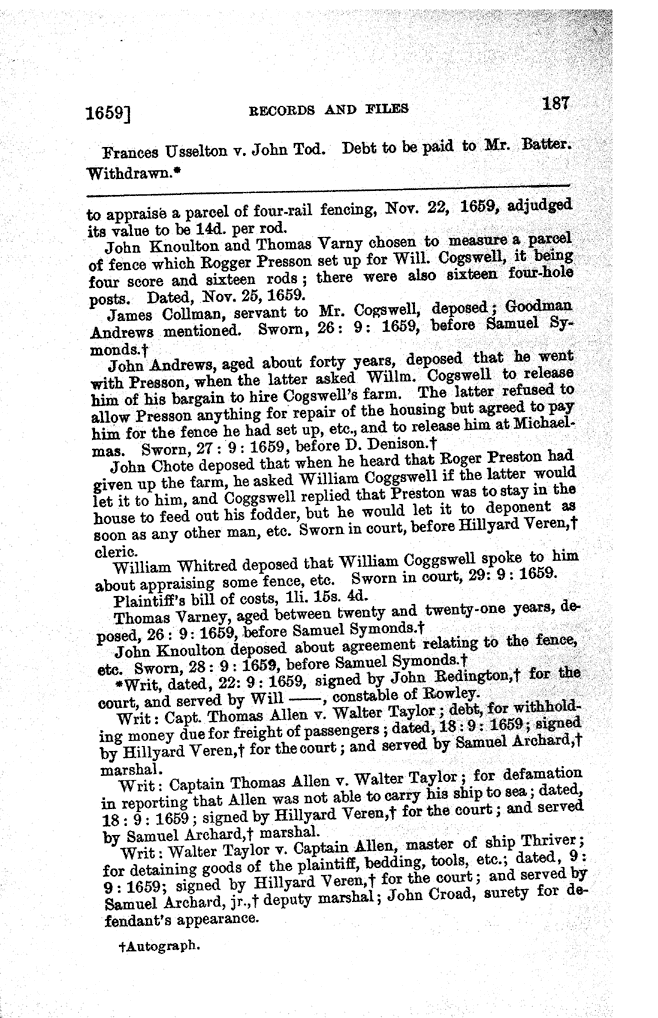 1659] RECORDS AND FILES 187
Frances Usselton v. John Tod. Debt to be paid to Mr. Batter.
Withdrawn.*
to appraise a parcel of four-rail fencing, Nov. 22, 1659, adjudged
its value to be 14d. per rod.
John Knoulton and Thomas Varny chosen to measure a parcel
of fence which Rogger Presson set up for Will. Cogswell, it being
four score and sixteen rods; there were also sixteen four-hole
posts. Dated, Nov. 25, 1659.
James Collman, servant to Mr. Cogswell, deposed; Goodman
Andrews mentioned. Sworn, 26: 9: 1659, before Samuel Sy-
monds.†
John Andrews, aged about forty years, deposed that he went
with Presson, when the latter asked Willm. Cogswell to release
him of his bargain to hire Cogswell's farm. The latter refused to
allow Presson anything for repair of the housing but agreed to pay
him for the fence he had set up, etc., and to release him at Michael-
mas. Sworn, 27: 9: 1659, before D. Denison.†
John Chote deposed that when he heard that Roger Preston had
given up the farm, he asked William Coggswell if the latter would
let it to him, and Coggswell replied that Preston was to stay in the
house to feed out his fodder, but he would let it to deponent as
soon as any other man, etc. Sworn in court, before Hillyard Veren,†
cleric.
William Whitred deposed that William Coggswell spoke to him
about appraising some fence, etc. Sworn in court, 29: 9: 1659.
Plaintiff's bill of costs, 1li. 15s. 4d.
Thomas Varney, aged between twenty and twenty-one years, de-
posed, 26: 9: 1659, before Samuel Symonds.†
John Knoulton deposed about agreement relating to the fence,
etc. Sworn, 28: 9: 1659, before Samuel Symonds.†
*Writ, dated, 22: 9: 1659, signed by John Redington,† for the
court, and served by Will ——, constable of Rowley.
Writ: Capt. Thomas Allen v. Walter Taylor; debt, for withhold-
ing money due for freight of passengers; dated, 18: 9: 1659; signed
by Hillyard Veren,† for the court; and served by Samuel Archard,†
marshal.
Writ: Captain Thomas Allen v. Walter Taylor; for defamation
in reporting that Allen was not able to carry his ship to sea; dated,
18: 9: 1659; signed by Hillyard Veren,† for the court; and served
by Samuel Archard,† marshal.
Writ: Walter Taylor v. Captain Allen, master of ship Thriver;
for detaining goods of the plaintiff, bedding, tools, etc.; dated, 9:
9: 1659; signed by Hillyard Veren,† for the court; and served by
Samuel Archard, jr.,† deputy marshal; John Croad, surety for de-
fendant's appearance.
†Autograph.